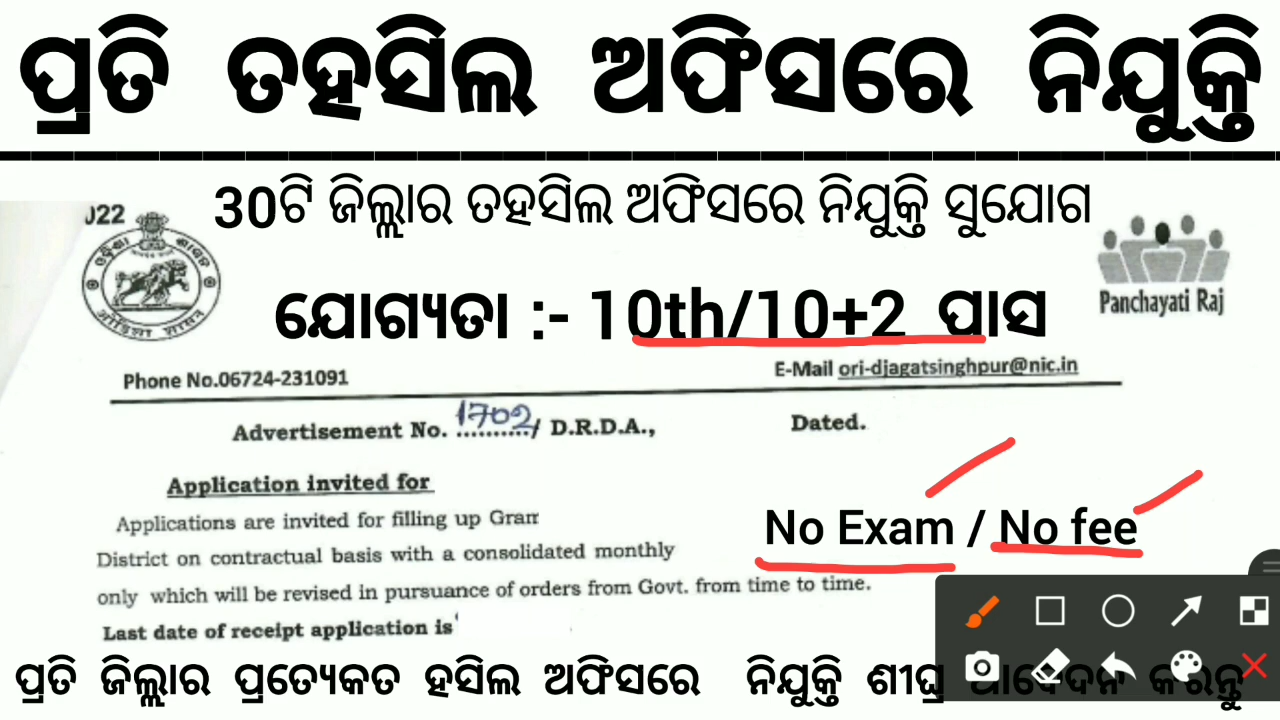 ପ୍ରତି ତହସିଲ ଅଫିସରେ ନିଯୁକ୍ତି
30ଟି ଜିଲ୍ଲାର ତହସିଲ ଅଫିସରେ ନିଯୁକ୍ତି ସୁଯୋଗ
022
Panchayati Raj
ଯୋଗ୍ୟତା :- 10th/10+2 ପାସ
Phone No.06724-231091
E-Mail ori-djagatsinghpur@nic.in
Advertisement No. 1702/ D.R.D.A., Dated.
Application invited for
Applications are invited for filling up Gram
No Exam / No fee
District on contractual basis with a consolidated monthly
only which will be revised in pursuance of orders from Govt. from time to time.
Last date of receipt application is
ପ୍ରତି ଜିଲ୍ଲାର ପ୍ରତ୍ୟେକତ ହସିଲ ଅଫିସରେ ନିଯୁକ୍ତି ଶୀଘ୍ର ଆବେଦନ କରନ୍ତୁ